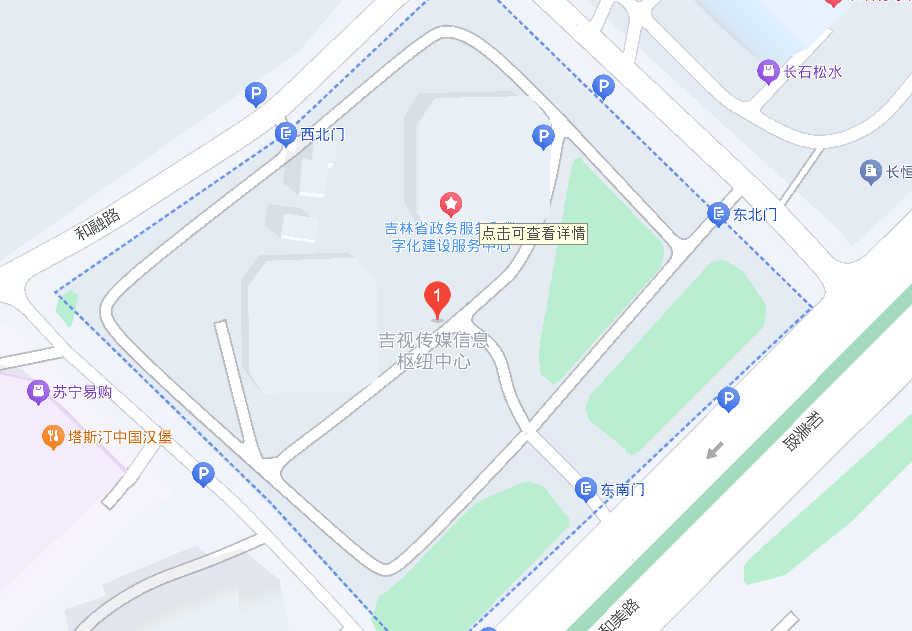 长石松水
P
P
P
西北门
长恒
吉林省政务服务
字化建设服务中心
点击可查看详情
东北门
和融路
1
吉视传媒信息
枢纽中心
苏宁易购
P
和美路
塔斯汀中国汉堡
P
东南门
和美路